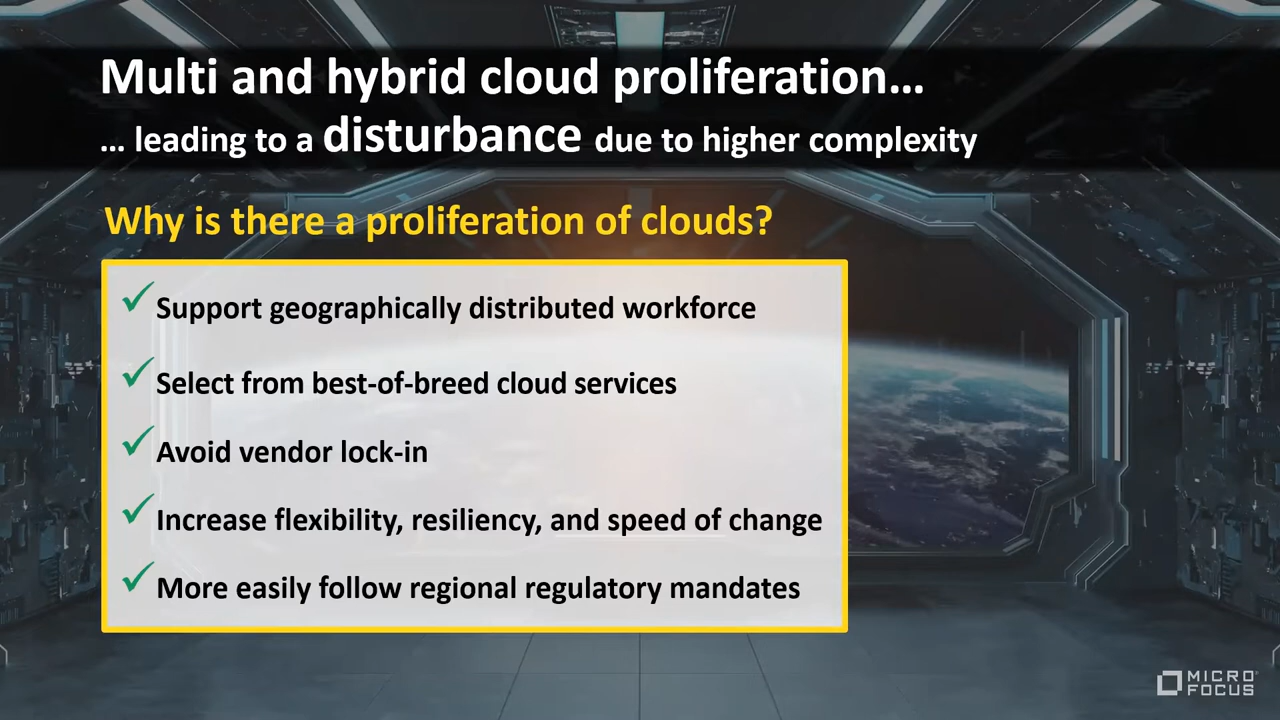 Multi and hybrid cloud proliferation…
… leading to a disturbance due to higher complexity
Why is there a proliferation of clouds?
Support geographically distributed workforce
Select from best-of-breed cloud services
Avoid vendor lock-in
Increase flexibility, resiliency, and speed of change
More easily follow regional regulatory mandates
MICRO
FOCUS